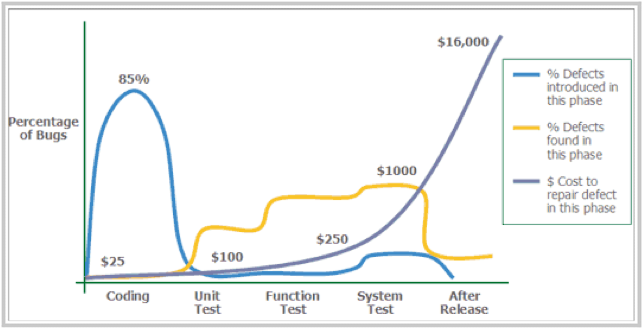 $16,000
85%
Percentage
of Bugs
$1000
$250
$25
$100
Coding
Unit
Test
Function
Test
System
Test
After
Release
% Defects
introduced in
this phase
% Defects
found in
this phase
$ Cost to
repair defect
in this phase